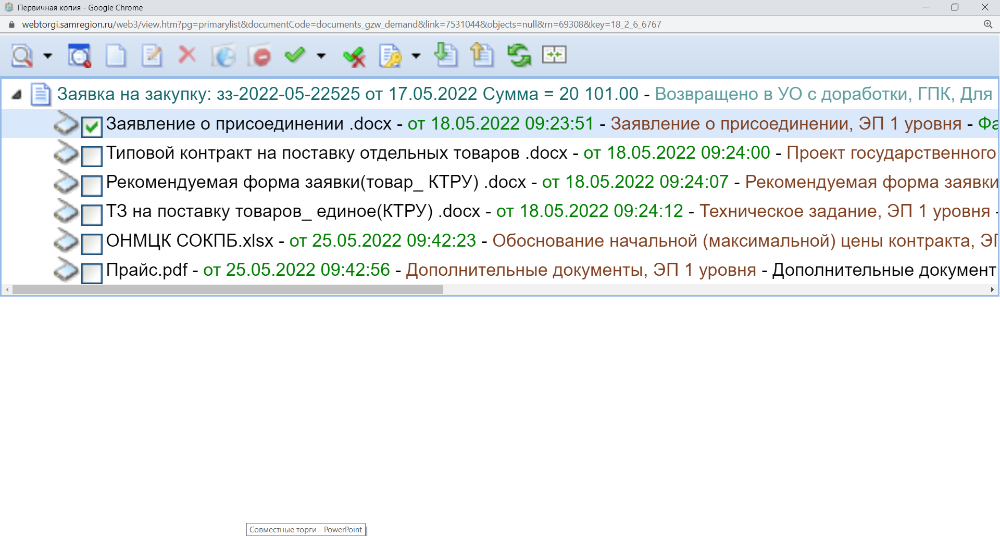 Первичная копия - Google Chrome
webtorgi.samregion.ru/web3/view.htm?pg=primarylist&documentCode=documents_gzw_demand&link=7531044&objects=null&rn=69308&key=18_2_6_6767
Заявка на закупку: зз-2022-05-22525 от 17.05.2022 Сумма = 20 101.00 - Возвращено в УО с доработки, ГПК, Для
Заявление о присоединении .docx - от 18.05.2022 09:23:51 - Заявление о присоединении, ЭП 1 уровня - Фа
Типовой контракт на поставку отдельных товаров .docx - от 18.05.2022 09:24:00 - Проект государственного
Рекомендуемая форма заявки(товар_ КТРУ) .docx - от 18.05.2022 09:24:07 - Рекомендуемая форма заявки
ТЗ на поставку товаров_ единое(КТРУ) .docx - от 18.05.2022 09:24:12 - Техническое задание, ЭП 1 уровня -
ОНМЦК СОКПБ.xlsx - от 25.05.2022 09:42:23 - Обоснование начальной (максимальной) цены контракта, ЭП
Прайс.pdf - от 25.05.2022 09:42:56 - Дополнительные документы, ЭП 1 уровня - Дополнительные документ
Совместные торги - PowerPoint